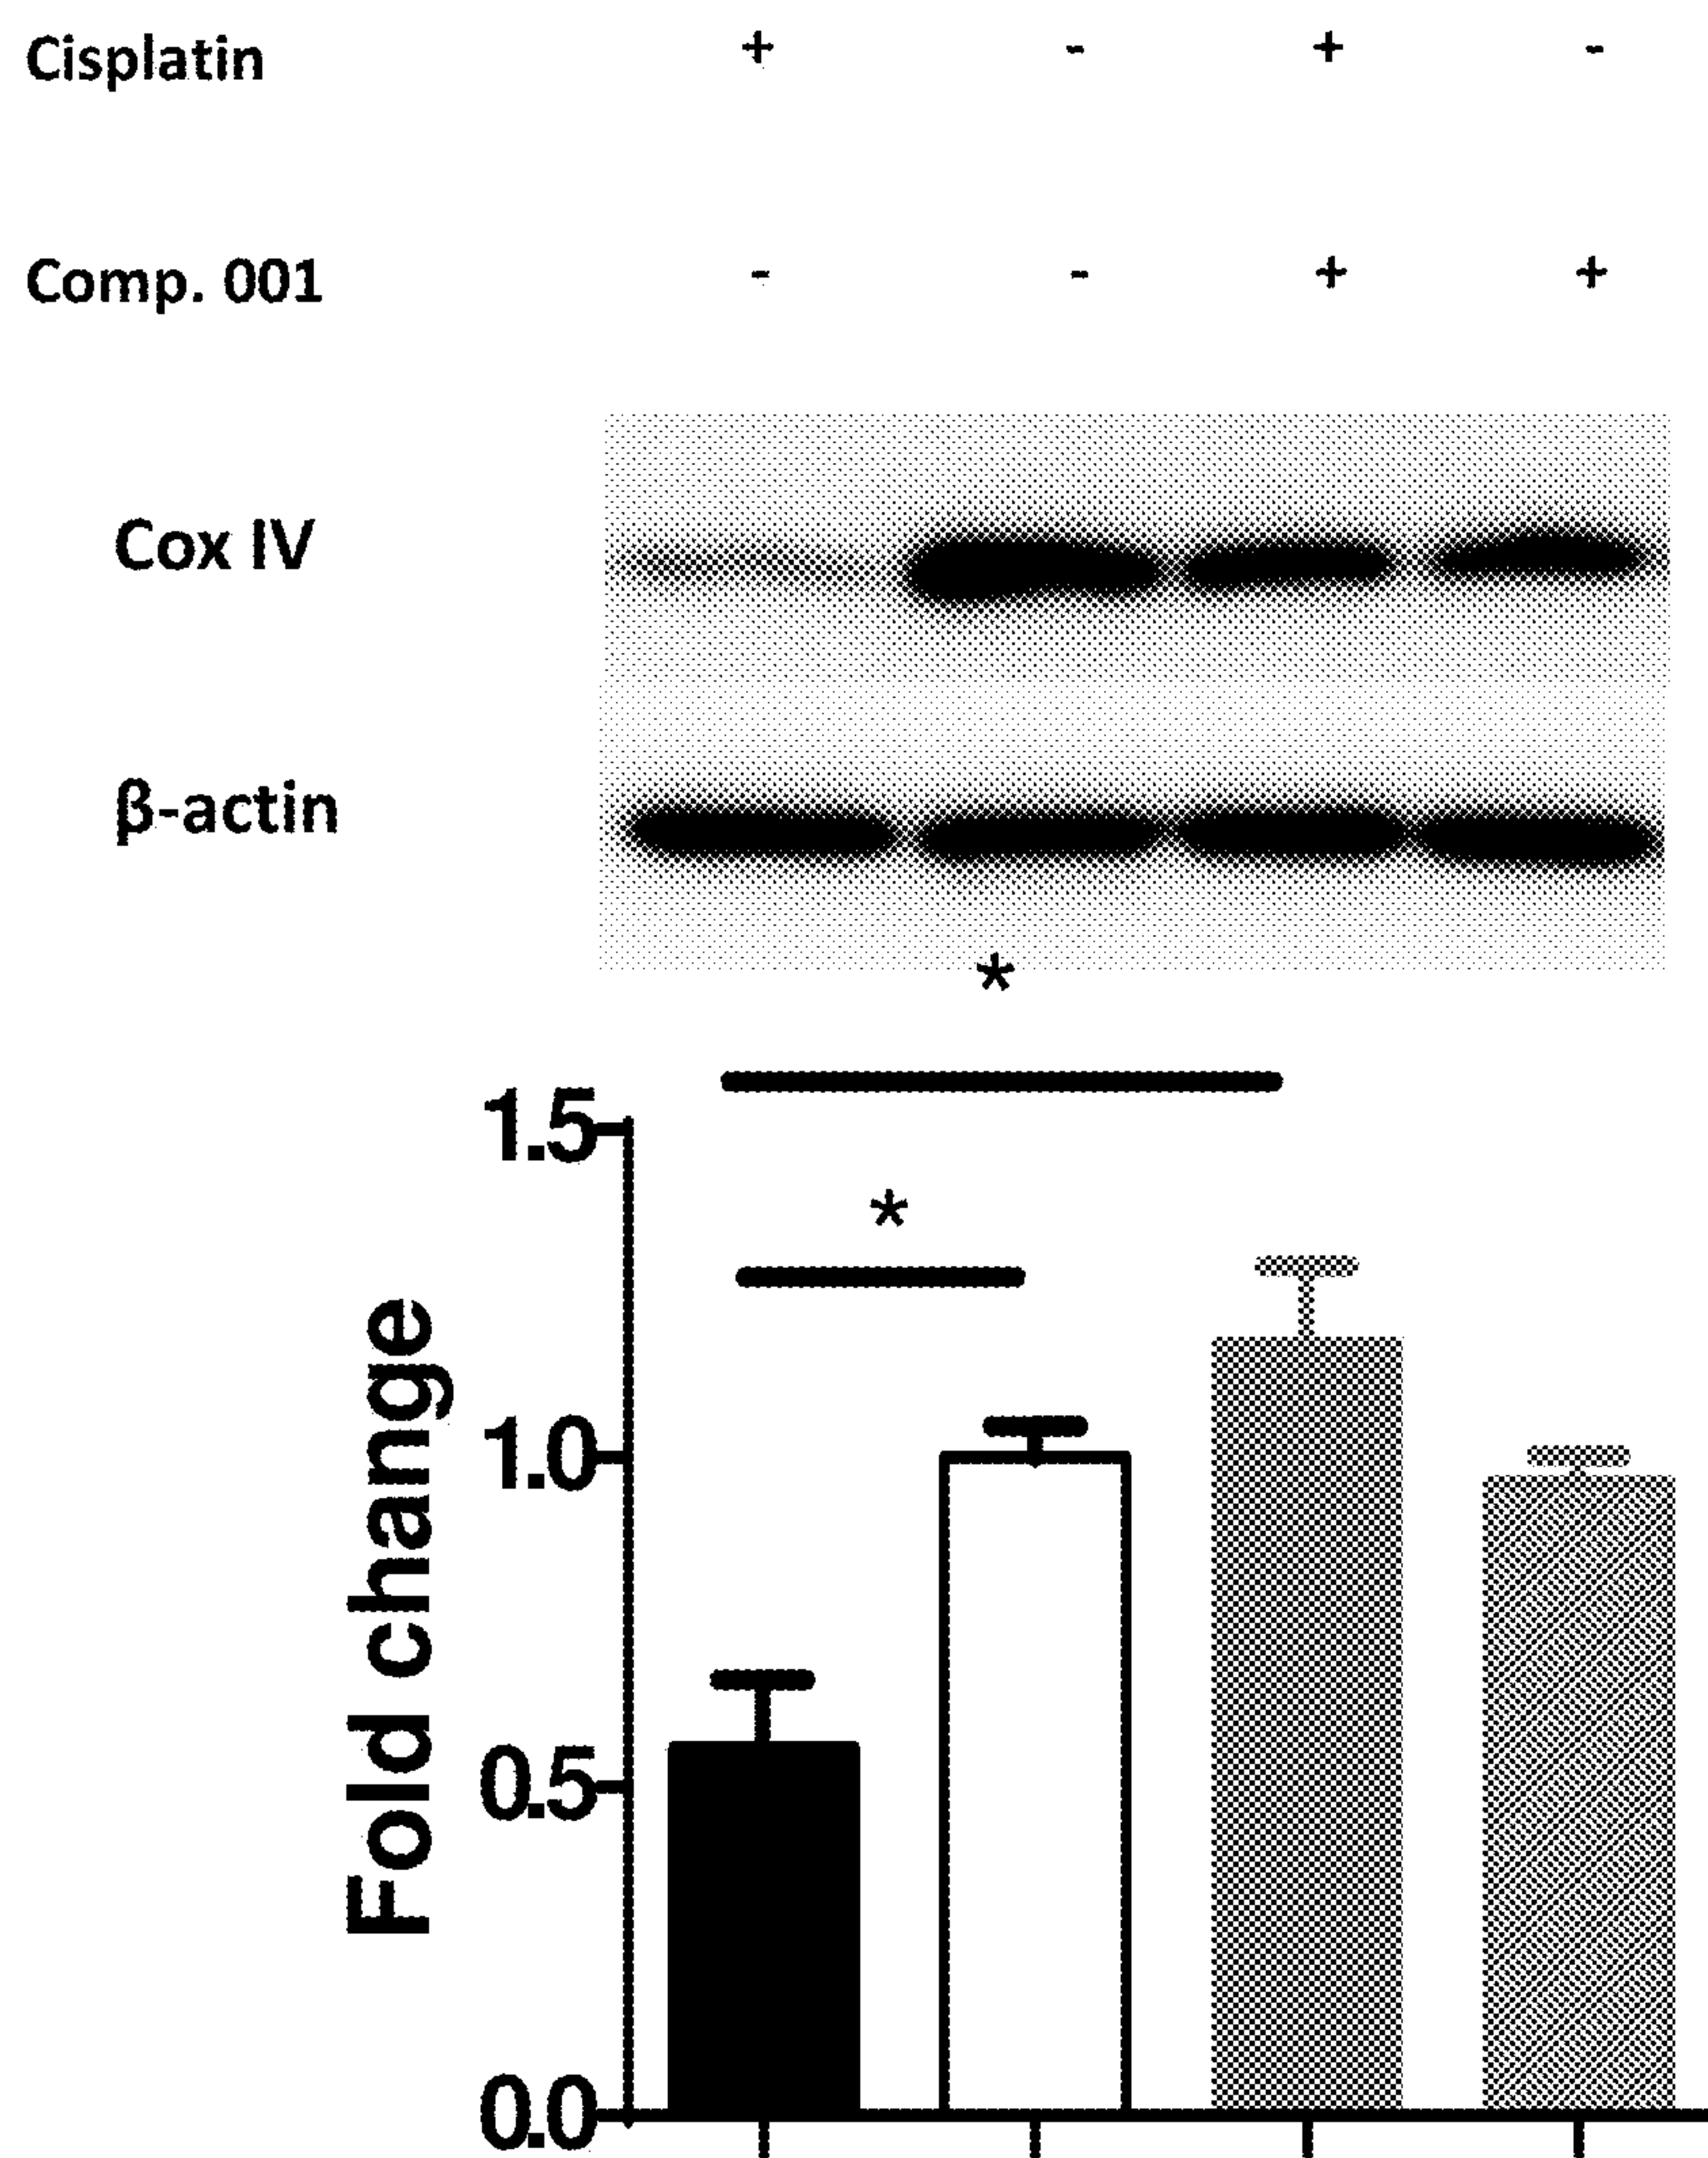 Cisplatin + - + -
Comp. 001 - - + +
Cox IV
β-actin
*
1.5
*
1.0
Fold change
0.5
0.0